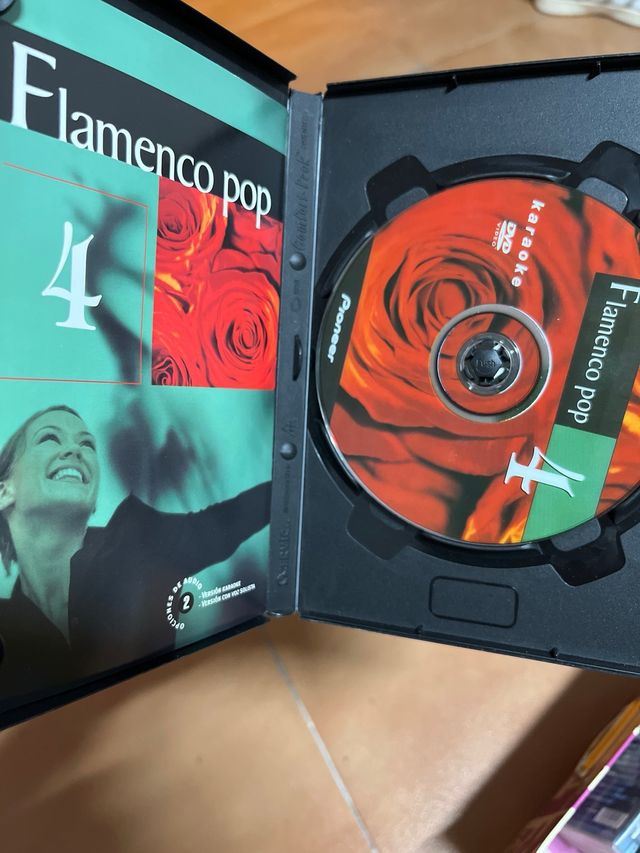 Flamenco pop
4
OPCIONES DE AUDIO
2
- VERSIÓN KARAOKE
- VERSIÓN CON VOZ SOLISTA
karaoke
DVD
VIDEO
Pioneer
Flamenco pop
4